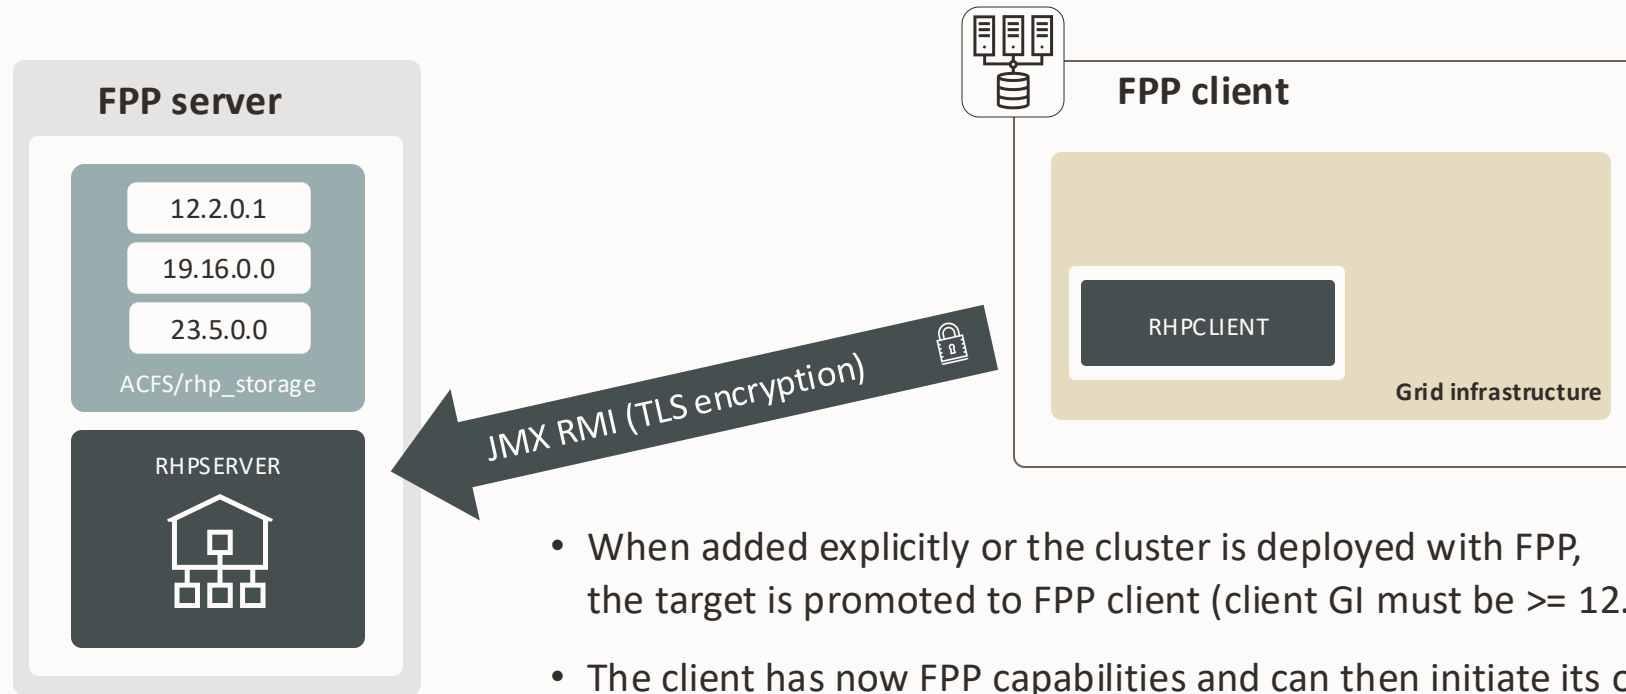 FPP server
12.2.0.1
19.16.0.0
23.5.0.0
ACFS/rhp_storage
RHPSERVER
JMX RMI (TLS encryption)
FPP client
RHPCLIENT
Grid infrastructure
• When added explicitly or the cluster is deployed with FPP,
the target is promoted to FPP client (client GI must be >= 12.
• The client has now FPP capabilities and can then initiate its